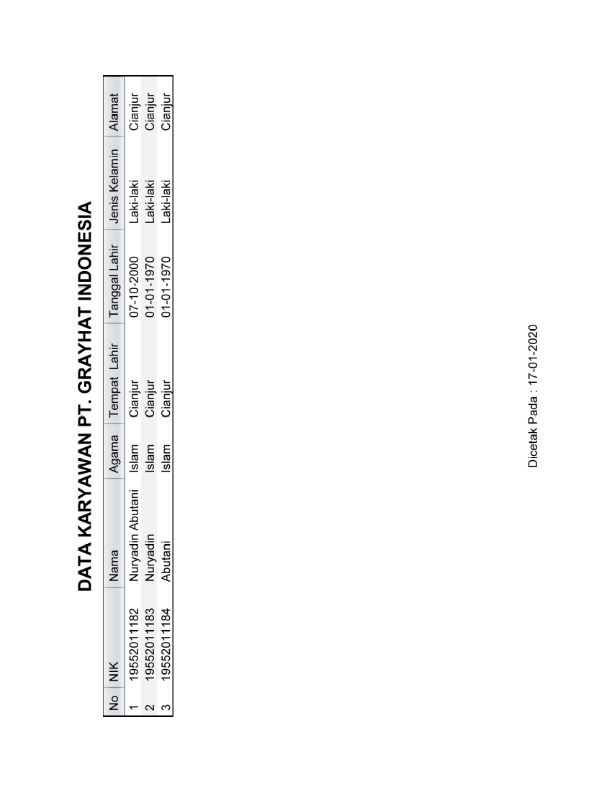 DATA KARYAWAN PT. GRAYHAT INDONESIA
No NIK Nama Agama Tempat Lahir Tanggal Lahir Jenis Kelamin Alamat
1 19552011182 Nuryadin Abutani Islam Cianjur 07-10-2000 Laki-laki Cianjur
2 19552011183 Nuryadin Islam Cianjur 01-01-1970 Laki-laki Cianjur
3 19552011184 Abutani Islam Cianjur 01-01-1970 Laki-laki Cianjur
Dicetak Pada : 17-01-2020